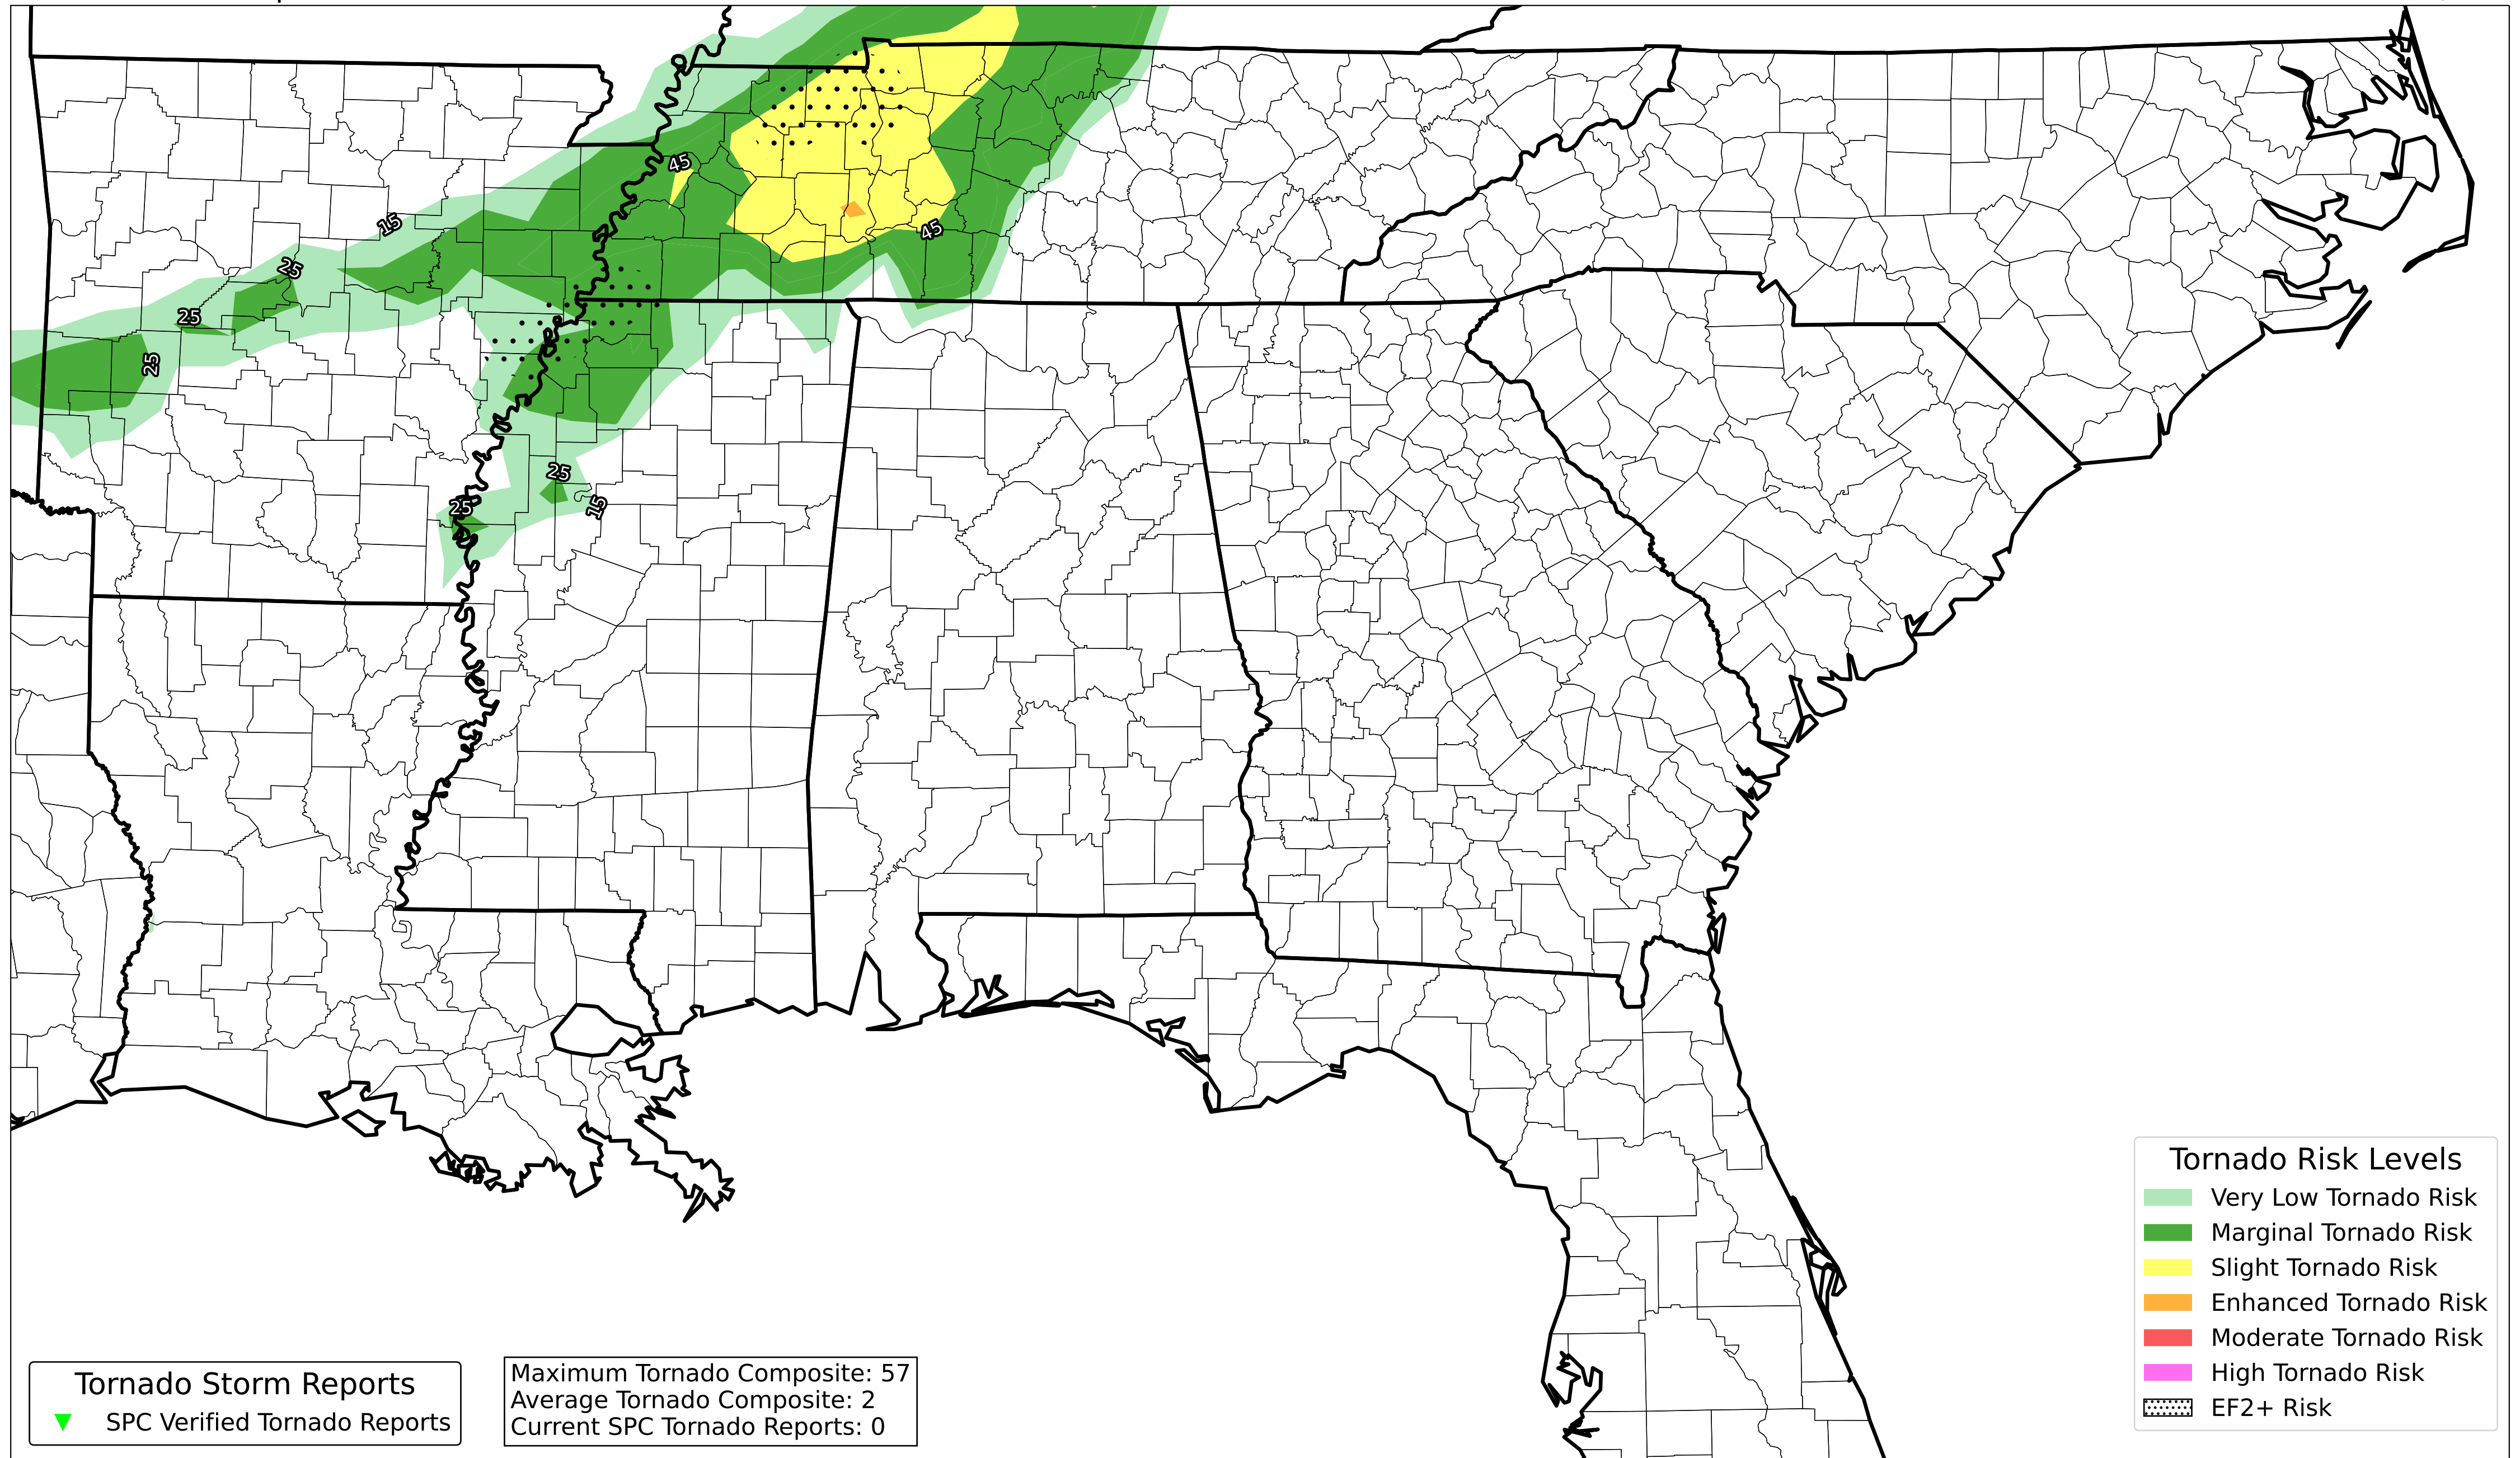 45
15
45
25
25
25
25
25
15
Tornado Risk Levels
Very Low Tornado Risk
Marginal Tornado Risk
Slight Tornado Risk
Enhanced Tornado Risk
Moderate Tornado Risk
High Tornado Risk
EF2+ Risk
Tornado Storm Reports
SPC Verified Tornado Reports
Maximum Tornado Composite: 57
Average Tornado Composite: 2
Current SPC Tornado Reports: 0